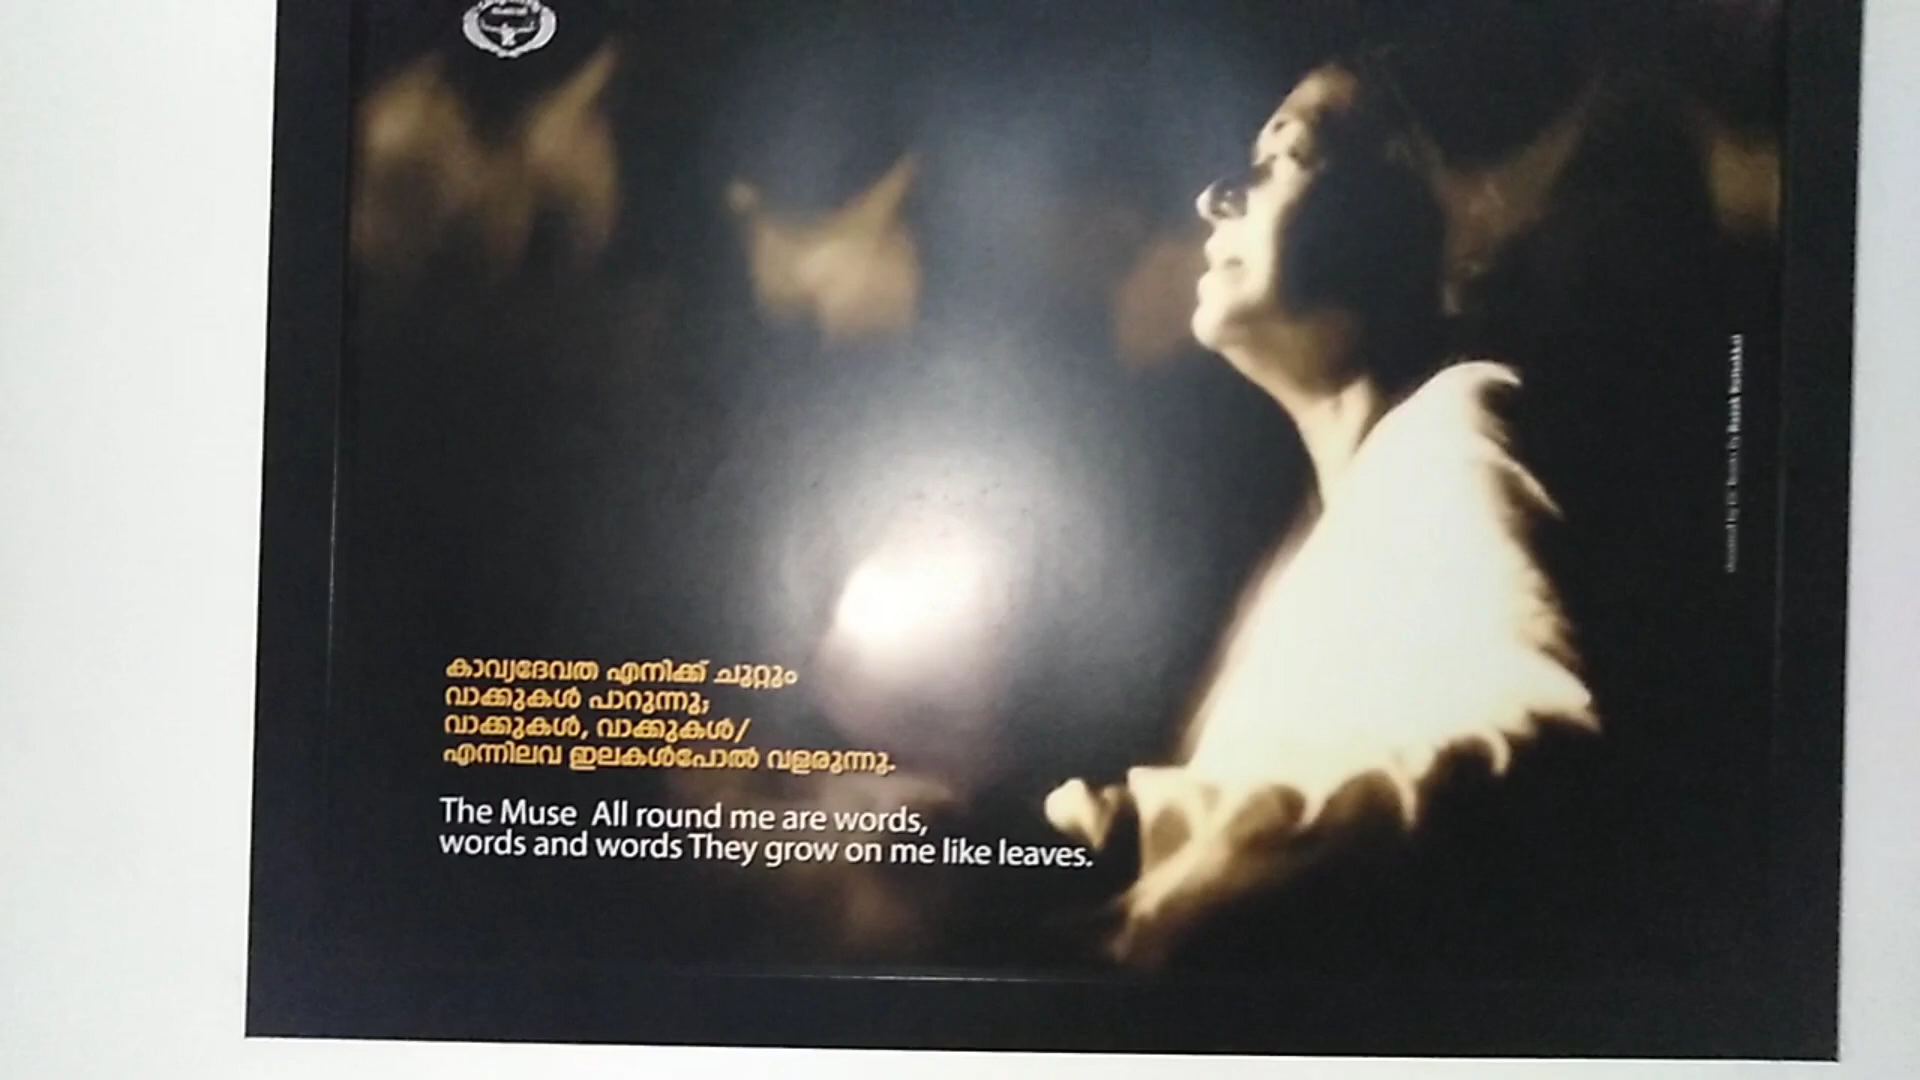 കാവ്യദേവത എനിക്ക് ചുറ്റും
വാക്കുകൾ പാറുന്നു;
വാക്കുകൾ, വാക്കുകൾ/
എന്നിലവ ഇലകൾപോൽ വളരുന്നു.
The Muse All round me are words,
words and words They grow on me like leaves.